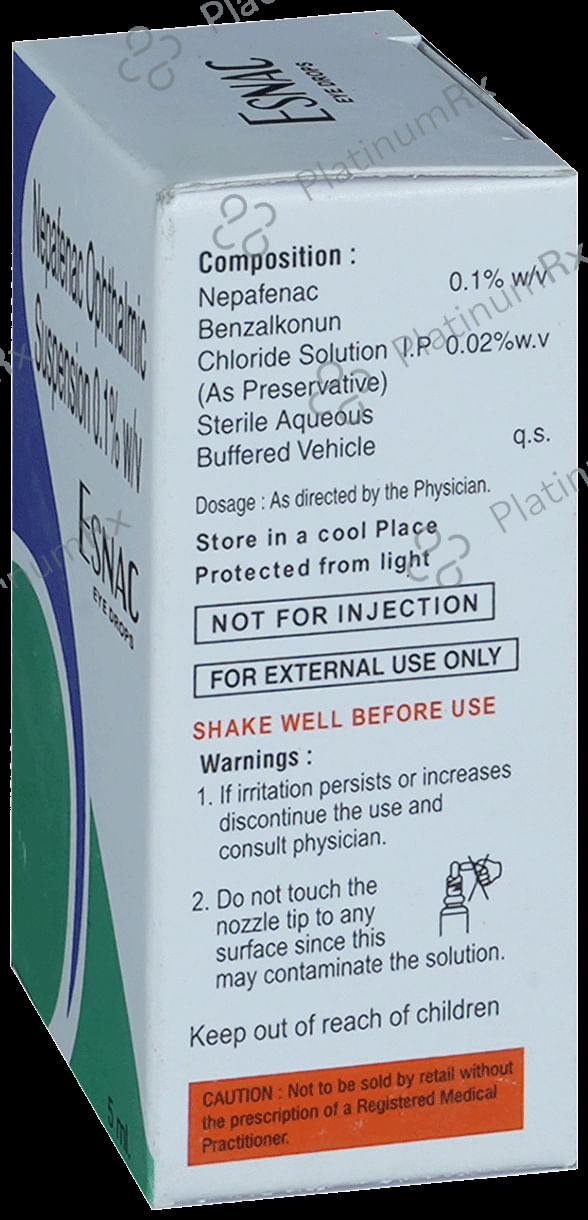 ESNAC
EYE DROPS
Nepafenac Ophthalmic
Suspension 0.1% w/v
ESNAC
EYE DROPS
5 ml.
Composition :
Nepafenac 0.1% w/v
Benzalkonun
Chloride Solution I.P 0.02%w.v
(As Preservative)
Sterile Aqueous
Buffered Vehicle q.s.
Dosage : As directed by the Physician.
Store in a cool Place
Protected from light
NOT FOR INJECTION
FOR EXTERNAL USE ONLY
SHAKE WELL BEFORE USE
Warnings :
1. If irritation persists or increases
discontinue the use and
consult physician.
2. Do not touch the
nozzle tip to any
surface since this
may contaminate the solution.
Keep out of reach of children
CAUTION : Not to be sold by retail without
the prescription of a Registered Medical
Practitioner.
PlatinumRx
PlatinumRx
PlatinumRx